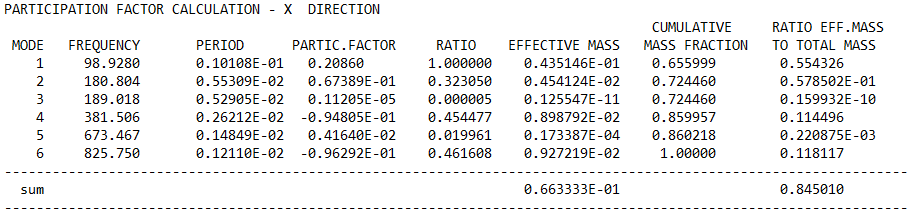 PARTICIPATION FACTOR CALCULATION - X  DIRECTION
CUMULATIVE RATIO EFF.MASS
MODE FREQUENCY PERIOD PARTIC.FACTOR RATIO EFFECTIVE MASS MASS FRACTION TO TOTAL MASS
1 98.9280 0.10108E-01 0.20860 1.000000 0.435146E-01 0.655999 0.554326
2 180.804 0.55309E-02 0.67389E-01 0.323050 0.454124E-02 0.724460 0.578502E-01
3 189.018 0.52905E-02 0.11205E-05 0.000005 0.125547E-11 0.724460 0.159932E-10
4 381.506 0.26212E-02 -0.94805E-01 0.454477 0.898792E-02 0.859957 0.114496
5 673.467 0.14849E-02 0.41640E-02 0.019961 0.173387E-04 0.860218 0.220875E-03
6 825.750 0.12110E-02 -0.96292E-01 0.461608 0.927219E-02 1.00000 0.118117
sum 0.663333E-01 0.845010